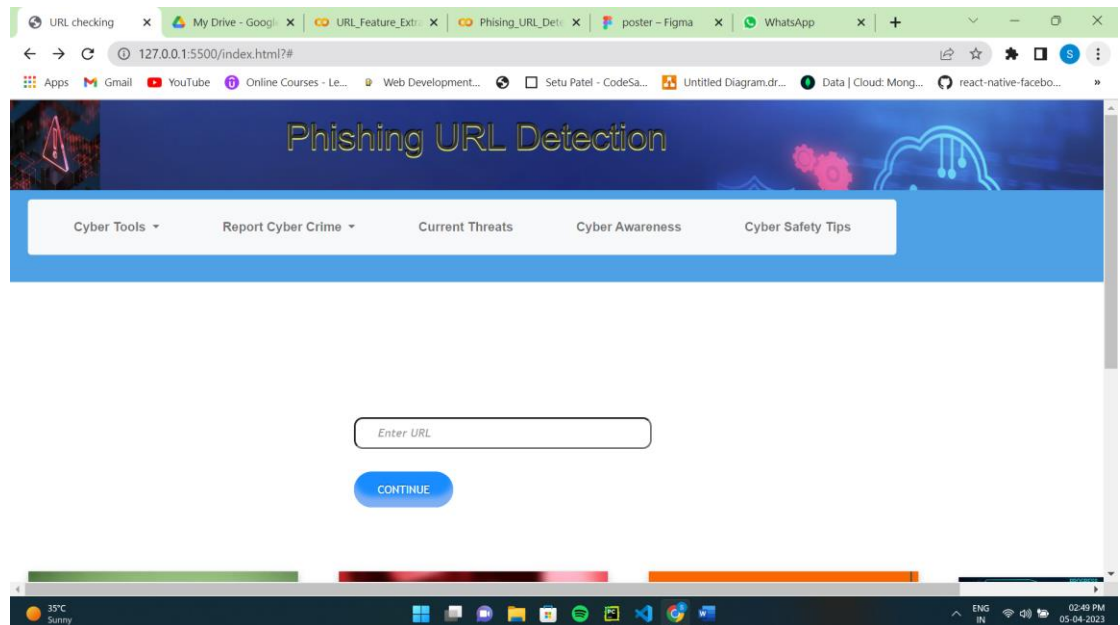 URL checking
My Drive - Googl
URL_Feature_Extra
Phising_URL_Dete
poster – Figma
WhatsApp
127.0.0.1:5500/index.html?#
S
Apps
Gmail
YouTube
Online Courses - Le...
Web Development...
Setu Patel - CodeSa...
Untitled Diagram.dr...
Data | Cloud: Mong...
react-native-facebo...
»
Phishing URL Detection
Cyber Tools
Report Cyber Crime
Current Threats
Cyber Awareness
Cyber Safety Tips
Enter URL
CONTINUE
35°C
Sunny
ENG
IN
02:49 PM
05-04-2023